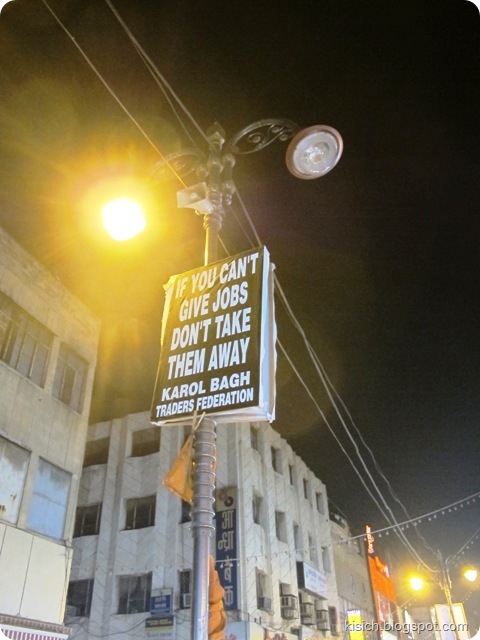 IF YOU CAN'T
GIVE JOBS
DON'T TAKE
THEM AWAY
KAROL BAGH
TRADERS FEDERATION
kisich.blogspot.com